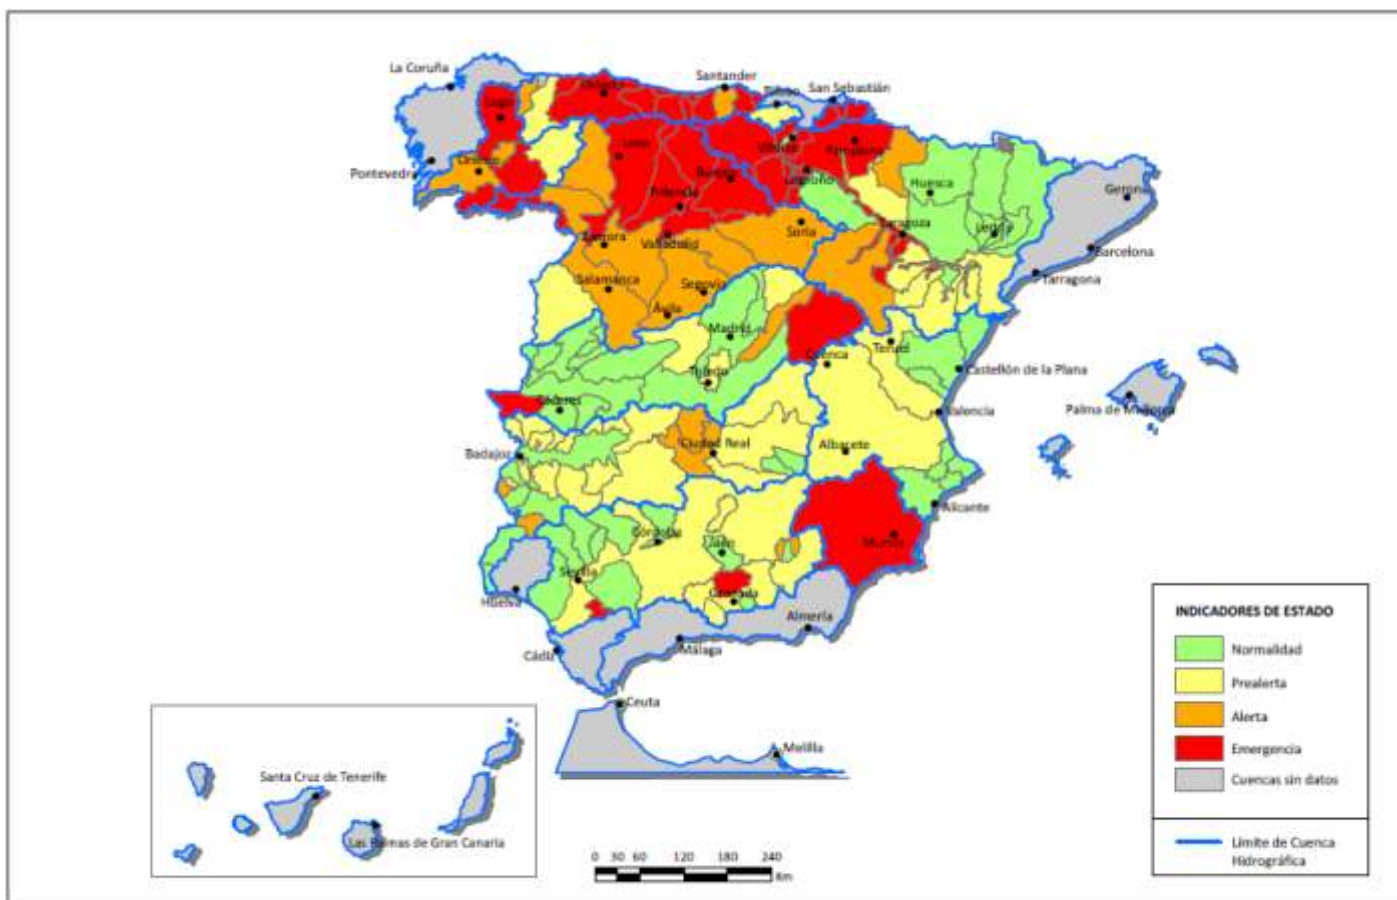 La Coruña
Santander
San Sebastián
Oviedo
Bilbao
Lugo
León
Vitoria
Pamplona
Pontevedra
Orense
Burgos
Logroño
Huesca
Gerona
Palencia
Zamora
Valladolid
Soria
Zaragoza
Lérida
Barcelona
Tarragona
Salamanca
Segovia
Ávila
Madrid
Teruel
Cuenca
Toledo
Castellón de la Plana
Cáceres
Palma de Mallorca
Valencia
Badajoz
Ciudad Real
Albacete
Alicante
Córdoba
Jaén
Murcia
Sevilla
Huelva
Granada
Almería
Cádiz
Málaga
Ceuta
Melilla
Santa Cruz de Tenerife
Las Palmas de Gran Canaria
0 30 60 120 180 240
Km
INDICADORES DE ESTADO
Normalidad
Prealerta
Alerta
Emergencia
Cuencas sin datos
Límite de Cuenca
Hidrográfica